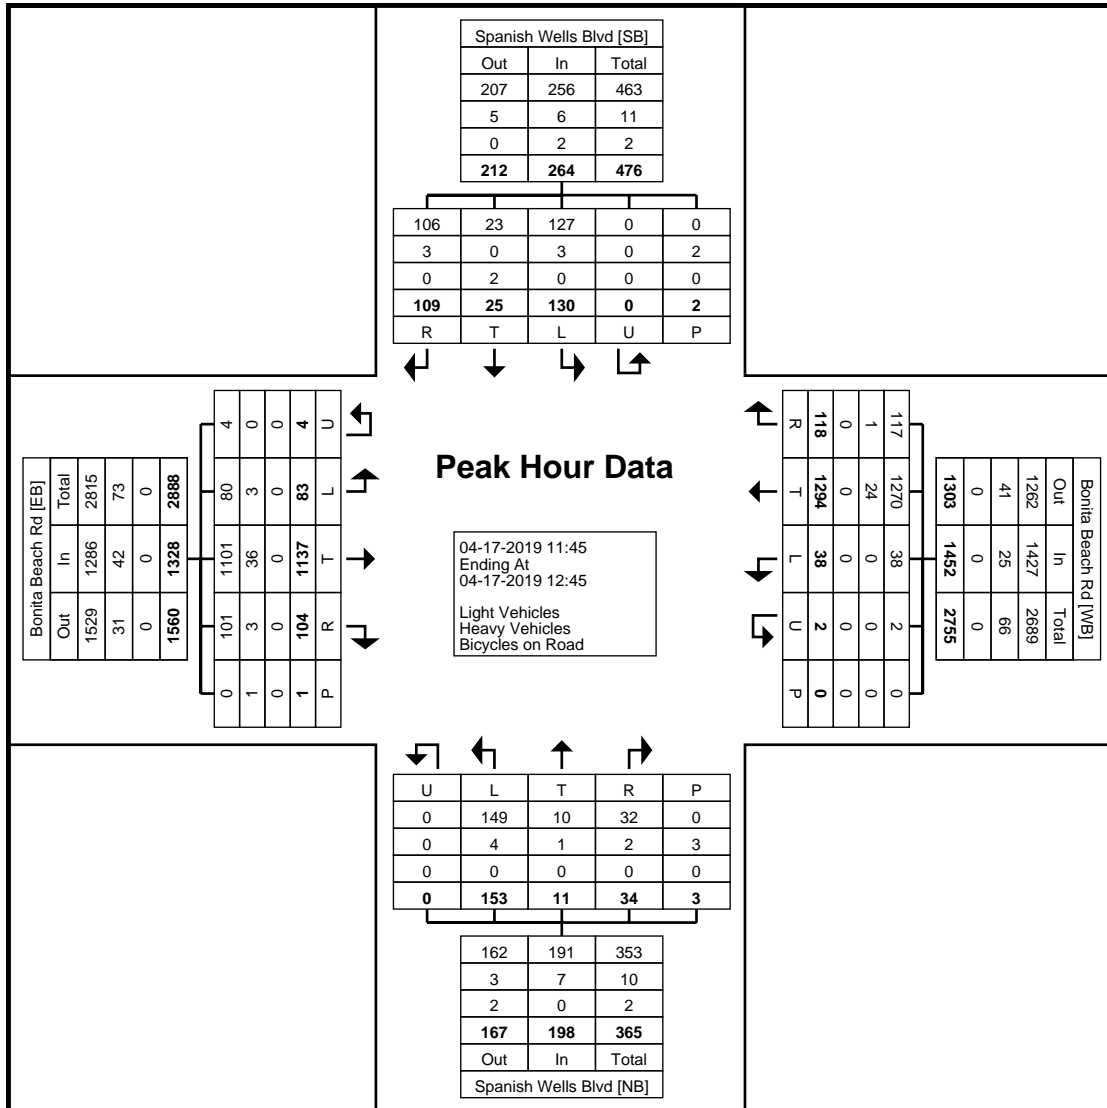 Spanish Wells Blvd [SB]
Out In Total
207 256 463
5 6 11
0 2 2
212 264 476
106 23 127 0 0
3 0 3 0 2
0 2 0 0 0
109 25 130 0 2
R T L U P
Bonita Beach Rd [EB]
Total In Out
2815 1286 1529
73 42 31
0 0 0
2888 1328 1560
4 80 1101 101 0
0 3 36 3 1
0 0 0 0 0
4 83 1137 104 1
U L T R P
Peak Hour Data
04-17-2019 11:45
Ending At
04-17-2019 12:45
Light Vehicles
Heavy Vehicles
Bicycles on Road
Bonita Beach Rd [WB]
Out In Total
1262 1427 2689
41 25 66
0 0 0
1303 1452 2755
117 1270 38 2 0
1 24 0 0 0
0 0 0 0 0
118 1294 38 2 0
R T L U P
U L T R P
0 149 10 32 0
0 4 1 2 3
0 0 0 0 0
0 153 11 34 3
162 191 353
3 7 10
2 0 2
167 198 365
Out In Total
Spanish Wells Blvd [NB]